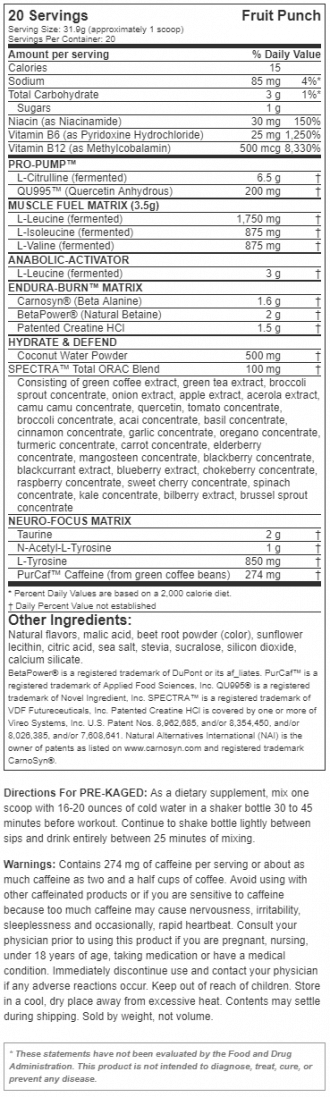 20 Servings Fruit Punch
Serving Size: 31.9g (approximately 1 scoop)
Servings Per Container: 20
Amount per serving % Daily Value
Calories 15
Sodium 85 mg 4%*
Total Carbohydrate 3 g 1%*
Sugars 1 g
Niacin (as Niacinamide) 30 mg 150%
Vitamin B6 (as Pyridoxine Hydrochloride) 25 mg 1,250%
Vitamin B12 (as Methylcobalamin) 500 mcg 8,330%
PRO-PUMP™
L-Citrulline (fermented) 6.5 g †
QU995™ (Quercetin Anhydrous) 200 mg †
MUSCLE FUEL MATRIX (3.5g)
L-Leucine (fermented) 1,750 mg †
L-Isoleucine (fermented) 875 mg †
L-Valine (fermented) 875 mg †
ANABOLIC-ACTIVATOR
L-Leucine (fermented) 3 g †
ENDURA-BURN™ MATRIX
Carnosyn® (Beta Alanine) 1.6 g †
BetaPower® (Natural Betaine) 2 g †
Patented Creatine HCl 1.5 g †
HYDRATE & DEFEND
Coconut Water Powder 500 mg †
SPECTRA™ Total ORAC Blend 100 mg †
Consisting of green coffee extract, green tea extract, broccoli
sprout concentrate, onion extract, apple extract, acerola extract,
camu camu concentrate, quercetin, tomato concentrate,
broccoli concentrate, acai concentrate, basil concentrate,
cinnamon concentrate, garlic concentrate, oregano concentrate,
turmeric concentrate, carrot concentrate, elderberry
concentrate, mangosteen concentrate, blackberry concentrate,
blackcurrant extract, blueberry extract, chokeberry concentrate,
raspberry concentrate, sweet cherry concentrate, spinach
concentrate, kale concentrate, bilberry extract, brussel sprout
concentrate
NEURO-FOCUS MATRIX
Taurine 2 g †
N-Acetyl-L-Tyrosine 1 g †
L-Tyrosine 850 mg †
PurCaf™ Caffeine (from green coffee beans) 274 mg †
* Percent Daily Values are based on a 2,000 calorie diet.
† Daily Percent Value not established
Other Ingredients:
Natural flavors, malic acid, beet root powder (color), sunflower
lecithin, citric acid, sea salt, stevia, sucralose, silicon dioxide,
calcium silicate.
BetaPower® is a registered trademark of DuPont or its af_liates. PurCaf™ is a
registered trademark of Applied Food Sciences, Inc. QU995® is a registered
trademark of Novel Ingredient, Inc. SPECTRA™ is a registered trademark of
VDF Futureceuticals, Inc. Patented Creatine HCl is covered by one or more of
Vireo Systems, Inc. U.S. Patent Nos. 8,962,685, and/or 8,354,450, and/or
8,026,385, and/or 7,608,641. Natural Alternatives International (NAI) is the
owner of patents as listed on www.carnosyn.com and registered trademark
CarnoSyn®.
Directions For PRE-KAGED: As a dietary supplement, mix one
scoop with 16-20 ounces of cold water in a shaker bottle 30 to 45
minutes before workout. Continue to shake bottle lightly between
sips and drink entirely between 25 minutes of mixing.
Warnings: Contains 274 mg of caffeine per serving or about as
much caffeine as two and a half cups of coffee. Avoid using with
other caffeinated products or if you are sensitive to caffeine
because too much caffeine may cause nervousness, irritability,
sleeplessness and occasionally, rapid heartbeat. Consult your
physician prior to using this product if you are pregnant, nursing,
under 18 years of age, taking medication or have a medical
condition. Immediately discontinue use and contact your physician
if any adverse reactions occur. Keep out of reach of children. Store
in a cool, dry place away from excessive heat. Contents may settle
during shipping. Sold by weight, not volume.
* These statements have not been evaluated by the Food and Drug
Administration. This product is not intended to diagnose, treat, cure, or
prevent any disease.